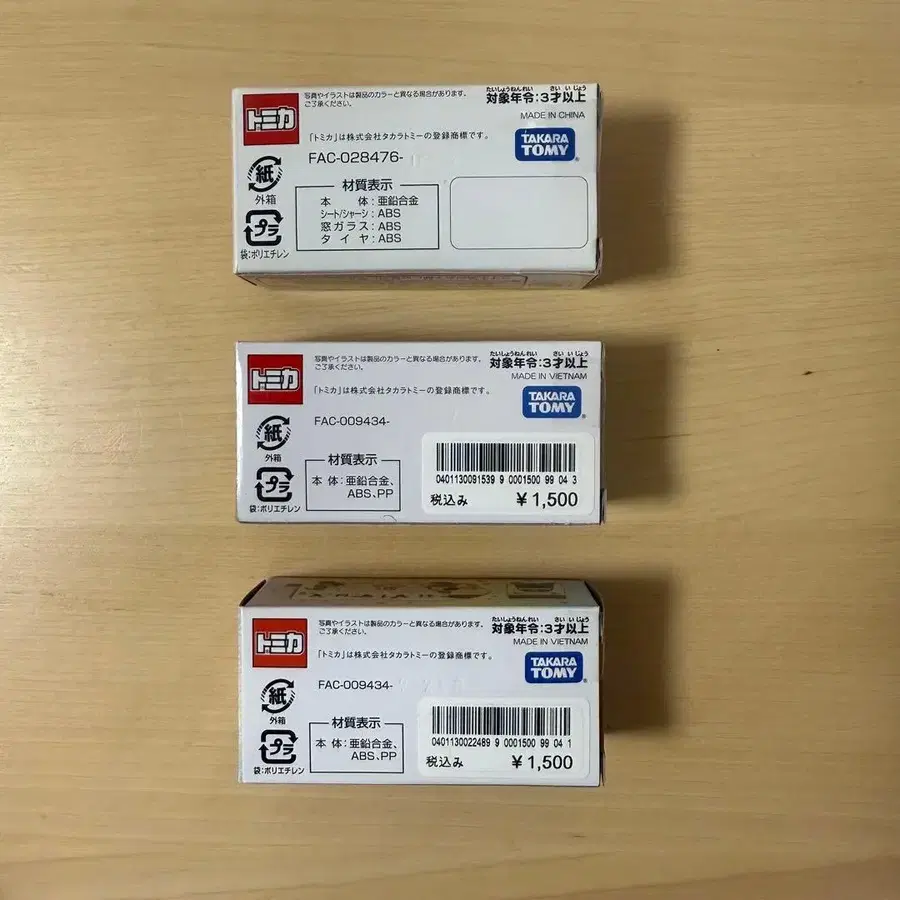 トミカ
写真やイラストは製品のカラーと異なる場合があります。
ご了承ください。
たいしょうねんれい さい いじょう
対象年令:3才以上
MADE IN CHINA
「トミカ」は株式会社タカラトミーの登録商標です。
TAKARA
TOMY
FAC-028476-
紙
外箱
プラ
袋:ポリエチレン
材質表示
本体:亜鉛合金
シート/シャーシ:ABS
窓ガラス:ABS
タイヤ:ABS
トミカ
写真やイラストは製品のカラーと異なる場合があります。
ご了承ください。
たいしょうねんれい さい いじょう
対象年令:3才以上
MADE IN VIETNAM
「トミカ」は株式会社タカラトミーの登録商標です。
TAKARA
TOMY
FAC-009434-
紙
外箱
プラ
袋:ポリエチレン
材質表示
本体:亜鉛合金、
ABS、PP
0401130091539 9 0001500 99 04 3
税込み ¥1,500
トミカ
写真やイラストは製品のカラーと異なる場合があります。
ご了承ください。
たいしょうねんれい さい いじょう
対象年令:3才以上
MADE IN VIETNAM
「トミカ」は株式会社タカラトミーの登録商標です。
TAKARA
TOMY
FAC-009434-
紙
外箱
プラ
袋:ポリエチレン
材質表示
本体:亜鉛合金、
ABS、PP
0401130022489 9 0001500 99 04 1
税込み ¥1,500